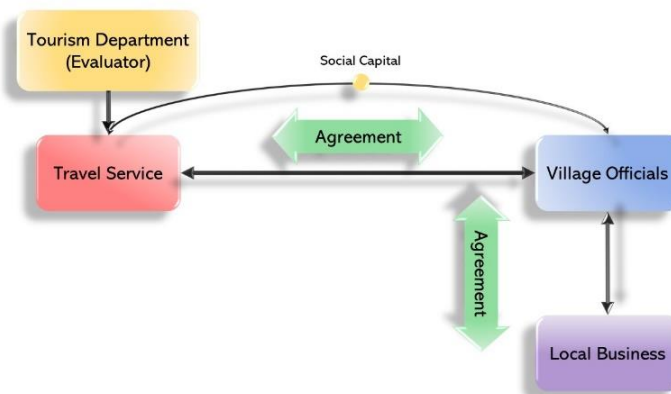 Tourism Department
(Evaluator)
Social Capital
Agreement
Travel Service
Village Officials
Agreement
Local Business